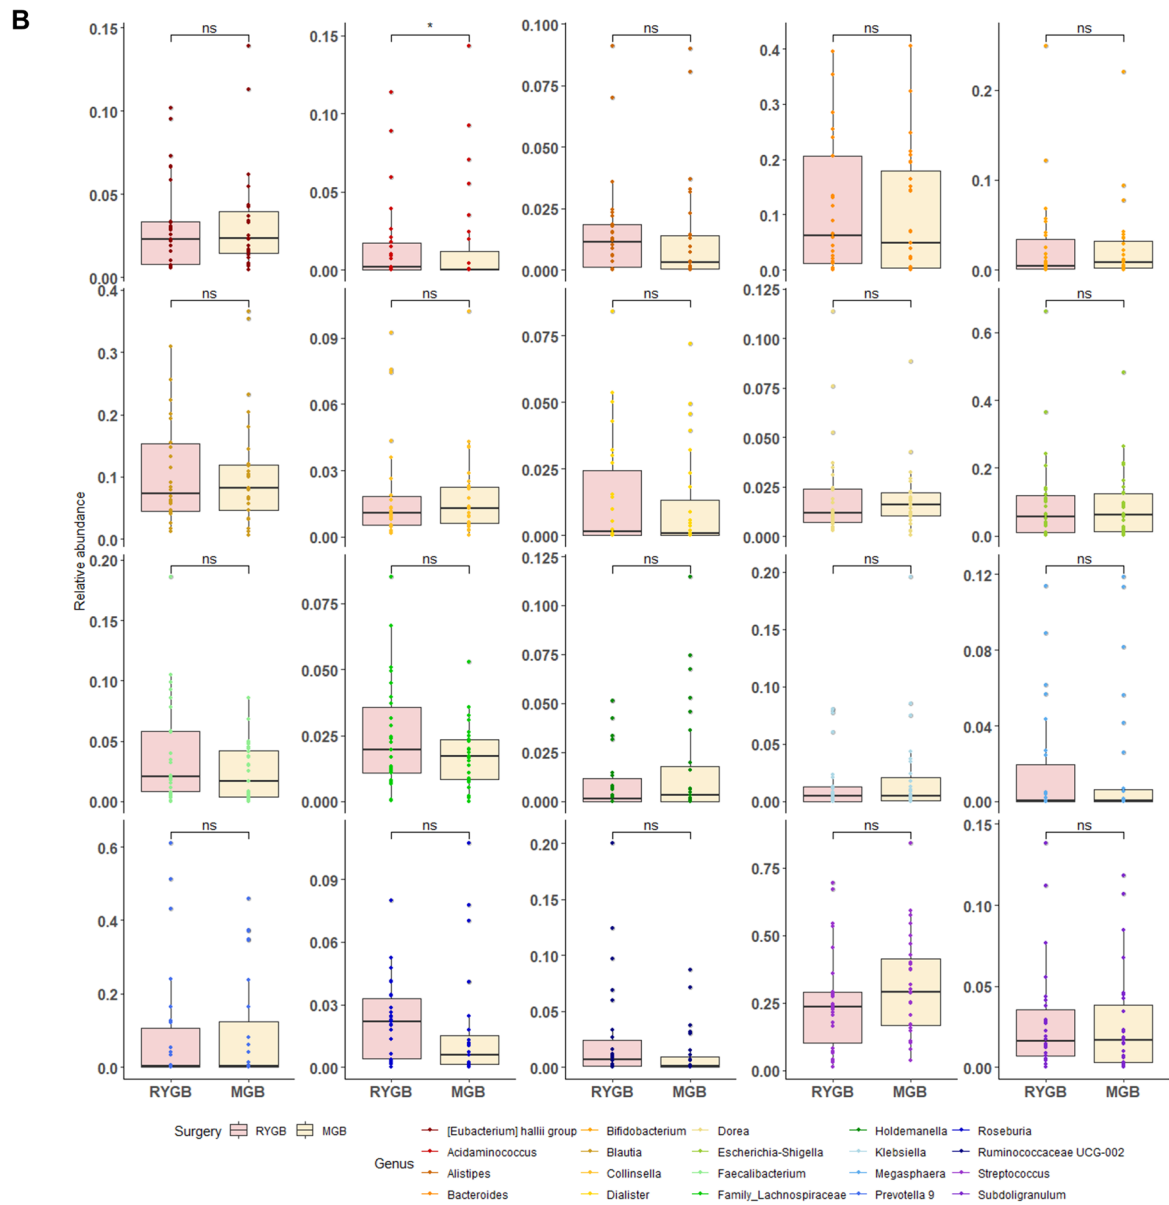 B
ns * ns ns ns
0.15 0.15 0.100 0.4 0.2
0.10 0.10 0.075 0.3 0.1
0.05 0.05 0.050 0.2 0.0
0.00 0.00 0.025 0.1
0.000 0.0
ns ns ns ns ns
0.4 0.09 0.075 0.125 0.6
0.3 0.06 0.050 0.100 0.4
0.2 0.03 0.025 0.075 0.2
0.1 0.00 0.000 0.050 0.0
0.0 0.025
0.000
Relative abundance
ns ns ns ns ns
0.20 0.075 0.125 0.20 0.12
0.15 0.050 0.100 0.15 0.08
0.10 0.025 0.075 0.10 0.04
0.05 0.000 0.050 0.05 0.00
0.00 0.025 0.00
0.000
ns ns ns ns ns
0.6 0.09 0.20 0.75 0.15
0.4 0.06 0.15 0.50 0.10
0.2 0.03 0.10 0.25 0.05
0.0 0.00 0.05 0.00 0.00
0.00
RYGB MGB RYGB MGB RYGB MGB RYGB MGB RYGB MGB
Surgery RYGB MGB
Genus
[Eubacterium] hallii group Bifidobacterium Dorea Holdemanella Roseburia
Acidaminococcus Blautia Escherichia-Shigella Klebsiella Ruminococcaceae UCG-002
Alistipes Collinsella Faecalibacterium Megasphaera Streptococcus
Bacteroides Dialister Family_Lachnospiraceae Prevotella 9 Subdoligranulum